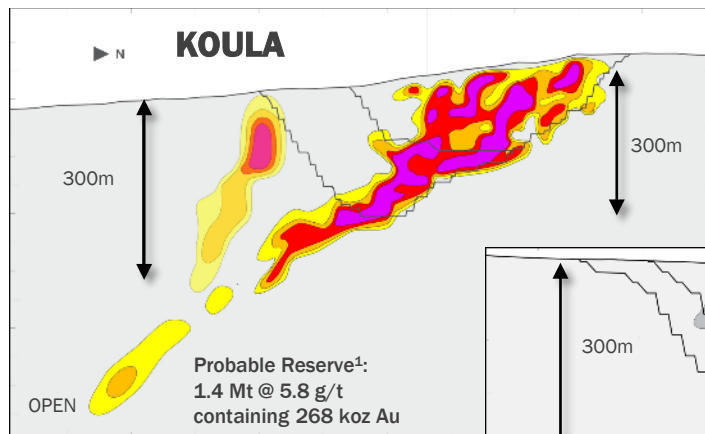 KOULA
N
300m
300m
300m
Probable Reserve¹:
1.4 Mt @ 5.8 g/t
containing 268 koz Au
OPEN